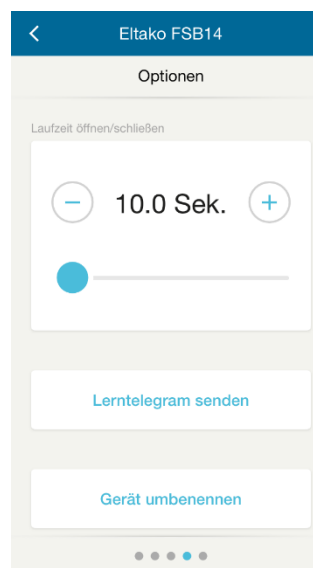 Eltako FSB14
Optionen
Laufzeit öffnen/schließen
10.0 Sek.
Lerntelegram senden
Gerät umbenennen